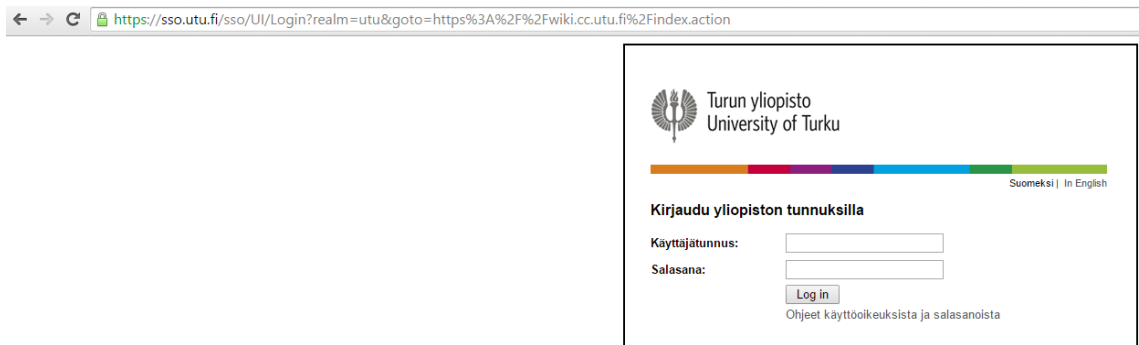 https://sso.utu.fi/sso/UI/Login?realm=utu&goto=https%3A%2F%2Fwiki.cc.utu.fi%2Findex.action
Turun yliopisto
University of Turku
Suomeksi | In English
Kirjaudu yliopiston tunnuksilla
Käyttäjätunnus:
Salasana:
Log in
Ohjeet käyttöoikeuksista ja salasanoista